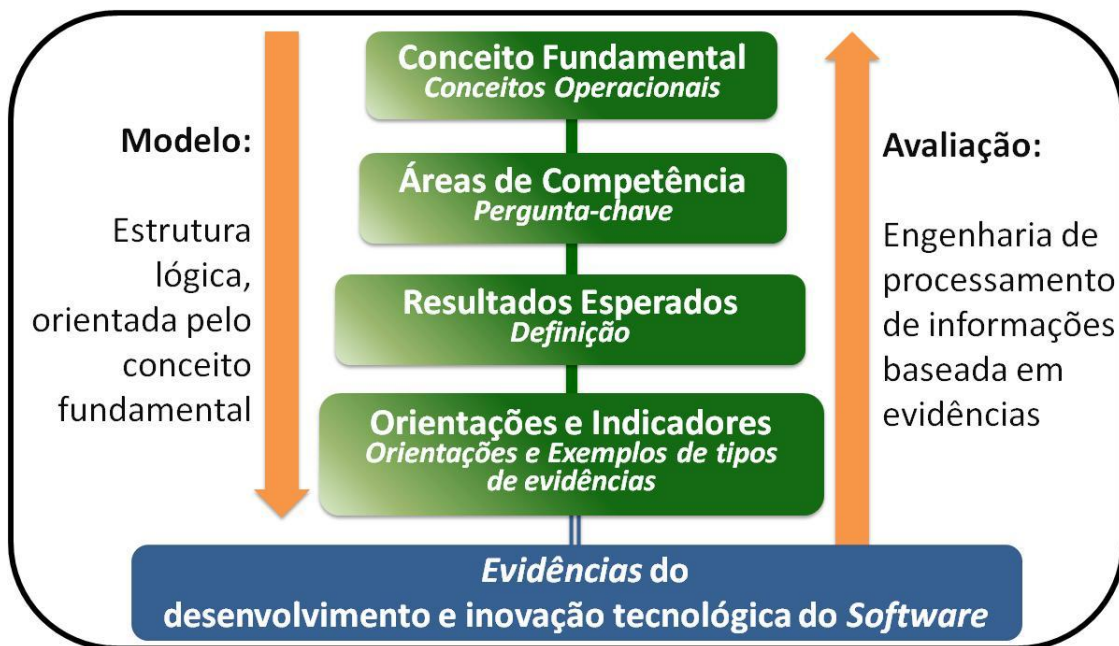 Conceito Fundamental
Conceitos Operacionais
Modelo:
Estrutura
lógica,
orientada pelo
conceito
fundamental
Áreas de Competência
Pergunta-chave
Resultados Esperados
Definição
Orientações e Indicadores
Orientações e Exemplos de tipos
de evidências
Avaliação:
Engenharia de
processamento
de informações
baseada em
evidências
Evidências do
desenvolvimento e inovação tecnológica do Software